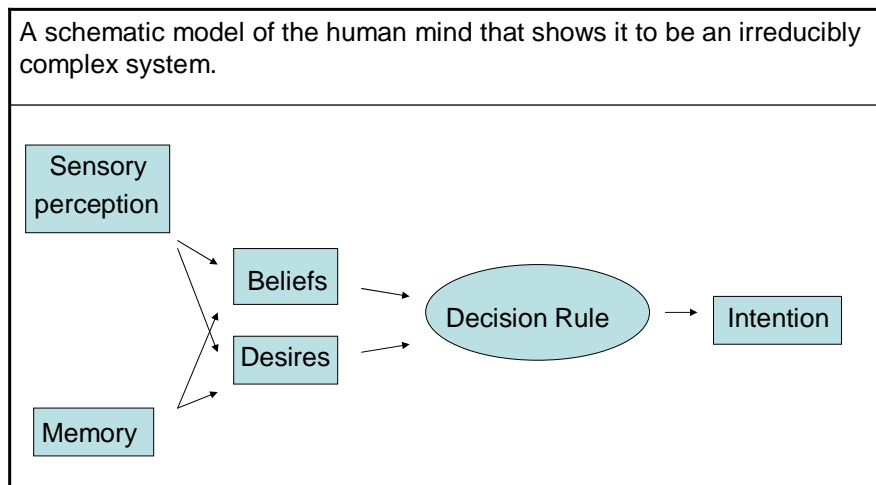 A schematic model of the human mind that shows it to be an irreducibly
complex system.
Sensory
perception
Beliefs
Decision Rule
Intention
Desires
Memory